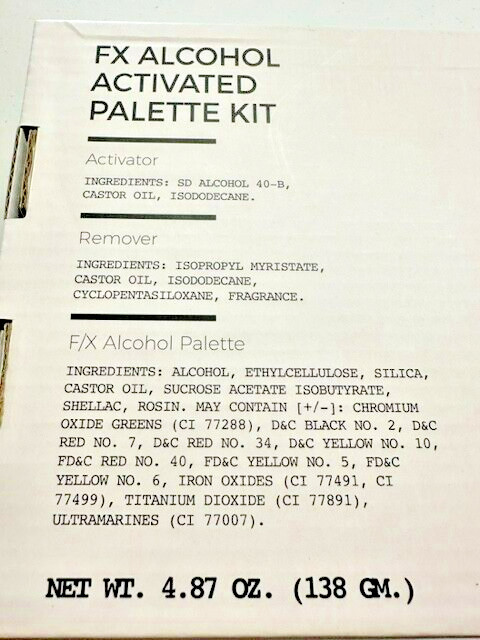 FX ALCOHOL
ACTIVATED
PALETTE KIT
Activator
INGREDIENTS: SD ALCOHOL 40-B,
CASTOR OIL, ISODODECANE.
Remover
INGREDIENTS: ISOPROPYL MYRISTATE,
CASTOR OIL, ISODODECANE,
CYCLOPENTASILOXANE, FRAGRANCE.
F/X Alcohol Palette
INGREDIENTS: ALCOHOL, ETHYLCELLULOSE, SILICA,
CASTOR OIL, SUCROSE ACETATE ISOBUTYRATE,
SHELLAC, ROSIN. MAY CONTAIN [+/-]: CHROMIUM
OXIDE GREENS (CI 77288), D&C BLACK NO. 2, D&C
RED NO. 7, D&C RED NO. 34, D&C YELLOW NO. 10,
FD&C RED NO. 40, FD&C YELLOW NO. 5, FD&C
YELLOW NO. 6, IRON OXIDES (CI 77491, CI
77499), TITANIUM DIOXIDE (CI 77891),
ULTRAMARINES (CI 77007).
NET WT. 4.87 OZ. (138 GM.)